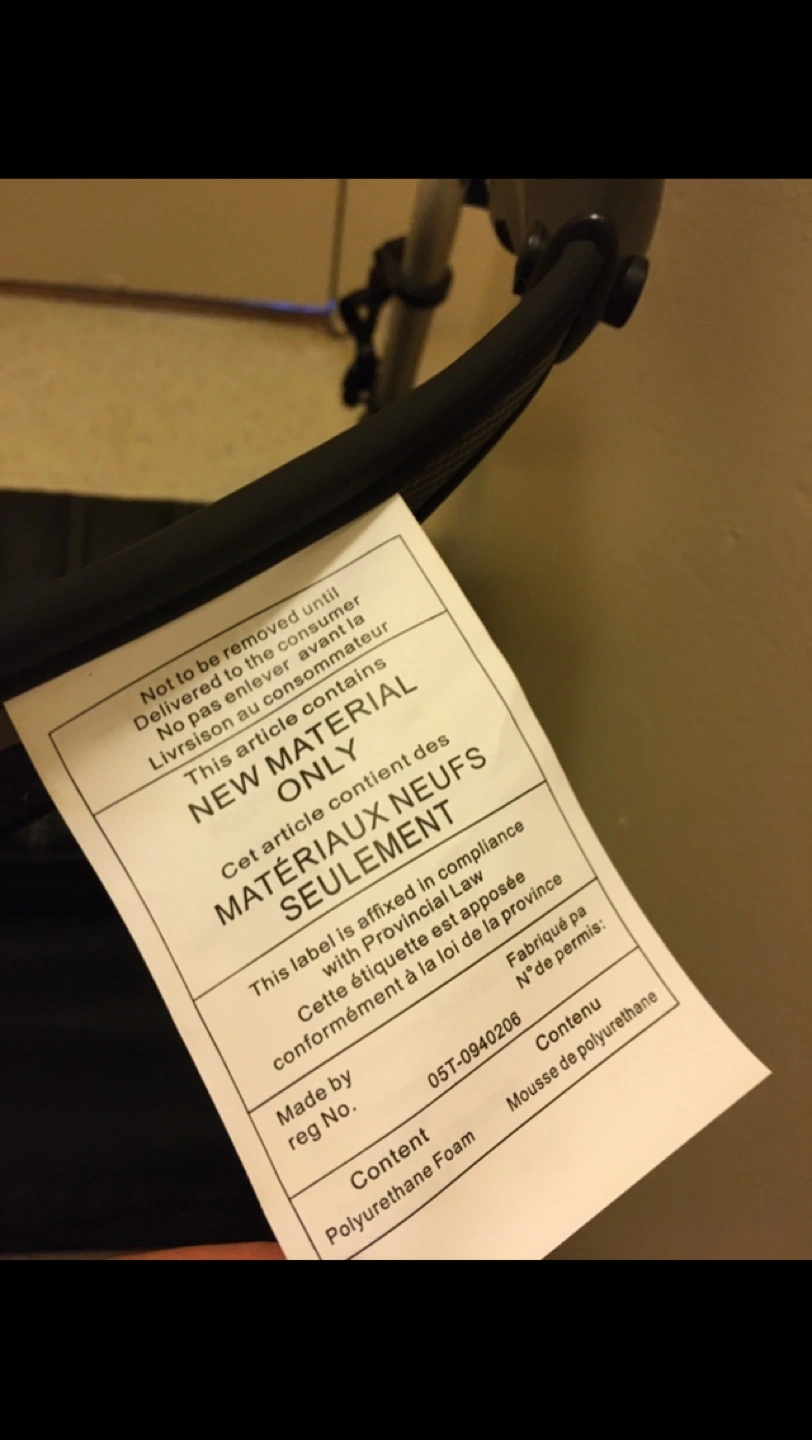 Not to be removed until
Delivered to the consumer
No pas enlever avant la
Livrsison au consommateur
This article contains
NEW MATERIAL
ONLY
Cet article contient des
MATÉRIAUX NEUFS
SEULEMENT
This label is affixed in compliance
with Provincial Law
Cette étiquette est apposée
conformément à la loi de la province
Made by
reg No.
05T-0940206
Fabriqué pa
N°de permis:
Content
Polyurethane Foam
Contenu
Mousse de polyurethane